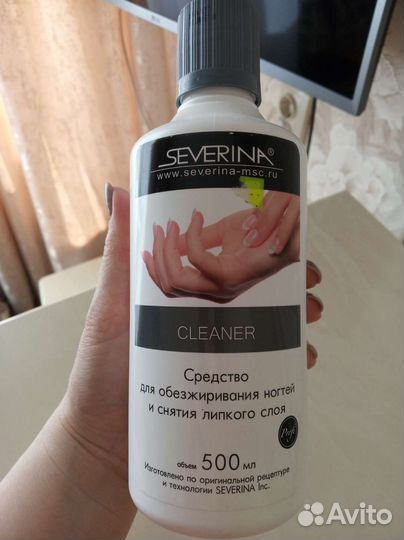 SEVERINA®
www.severina-msc.ru
CLEANER
Средство
для обезжиривания ногтей
и снятия липкого слоя
Profi
объем 500 мл
Изготовлено по оригинальной рецептуре
и технологии SEVERINA Inc.
Avito